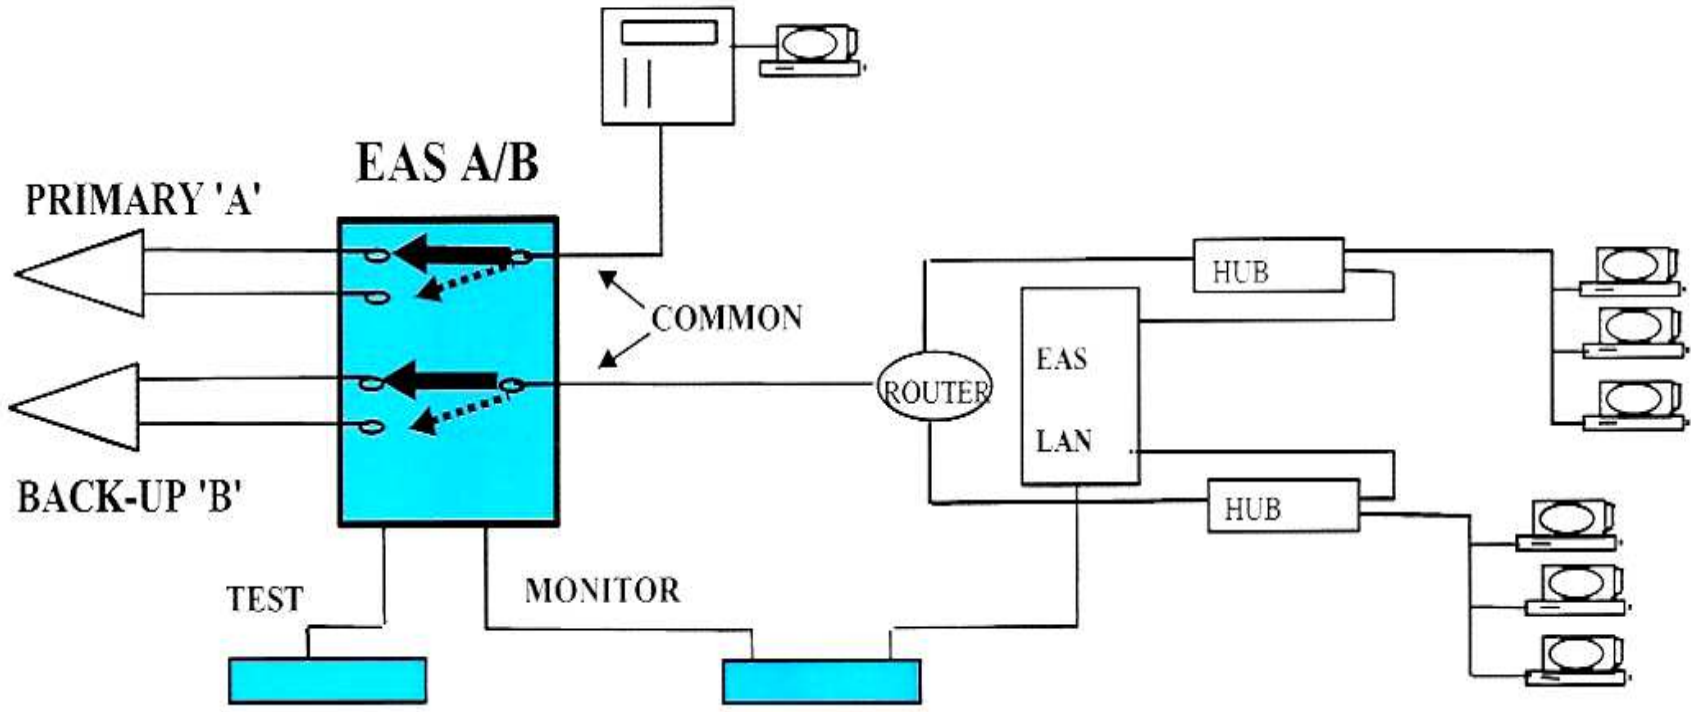 EAS A/B
PRIMARY 'A'
HUB
COMMON
EAS
ROUTER
LAN
BACK-UP 'B'
HUB
TEST
MONITOR